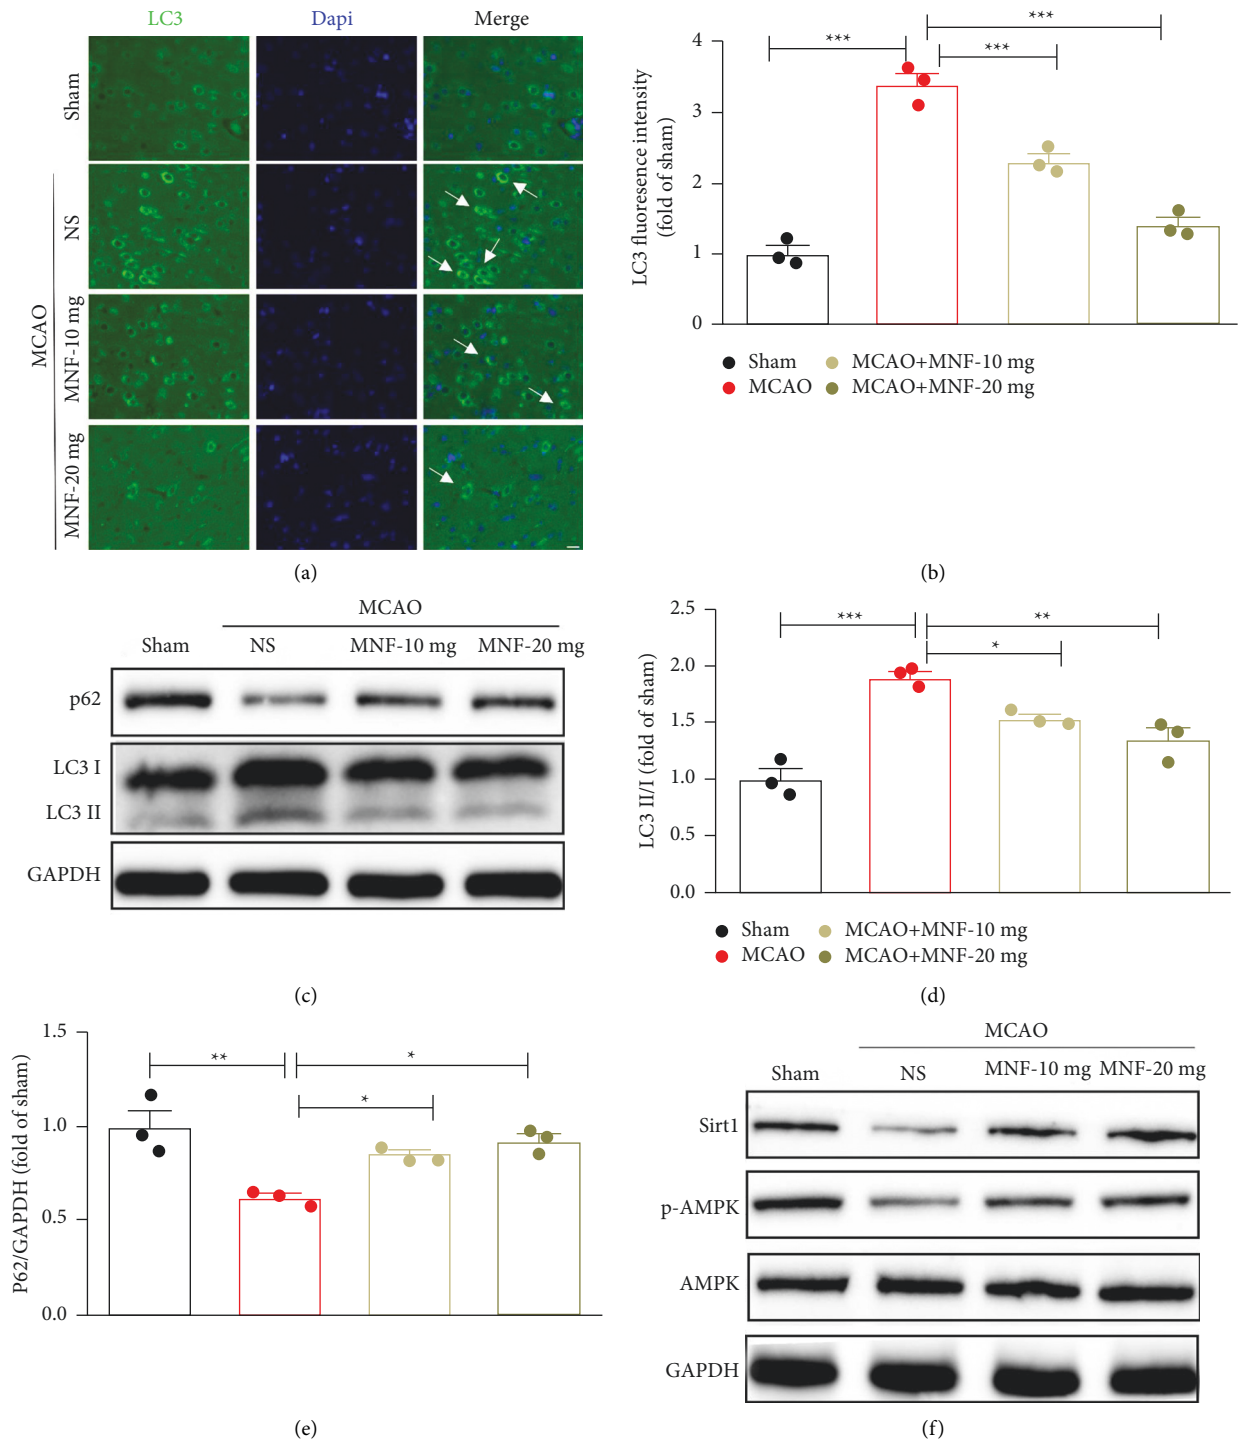 LC3 Dapi Merge
Sham
MCAO
NS
MNF-10 mg
MNF-20 mg
(a)
LC3 fluoresence intensity
(fold of sham)
4
3
2
1
0
***
***
***
Sham MCAO+MNF-10 mg
MCAO MCAO+MNF-20 mg
(b)
MCAO
Sham NS MNF-10 mg MNF-20 mg
p62
LC3 I
LC3 II
GAPDH
(c)
LC3 II/I (fold of sham)
2.5
2.0
1.5
1.0
0.5
0.0
***
**
*
Sham MCAO+MNF-10 mg
MCAO MCAO+MNF-20 mg
(d)
P62/GAPDH (fold of sham)
1.5
1.0
0.5
0.0
**
*
*
(e)
MCAO
Sham NS MNF-10 mg MNF-20 mg
Sirt1
p-AMPK
AMPK
GAPDH
(f)